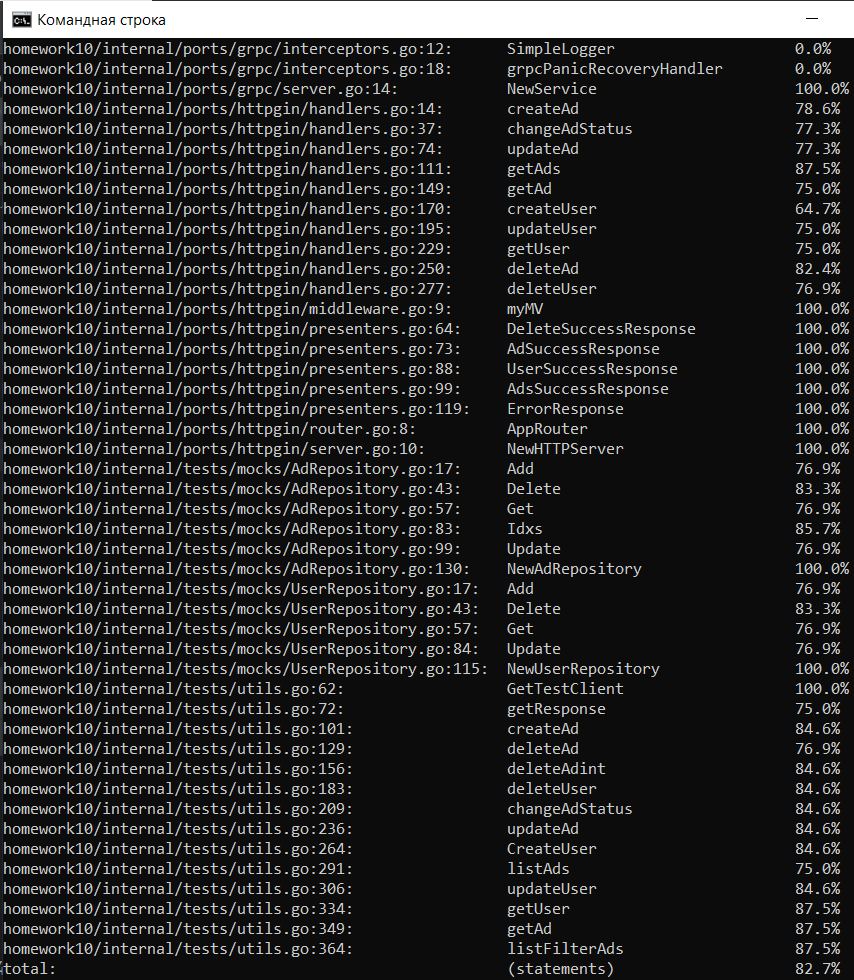 Командная строка
homework10/internal/ports/grpc/interceptors.go:12: SimpleLogger 0.0%
homework10/internal/ports/grpc/interceptors.go:18: grpcPanicRecoveryHandler 0.0%
homework10/internal/ports/grpc/server.go:14: NewService 100.0%
homework10/internal/ports/httpgin/handlers.go:14: createAd 78.6%
homework10/internal/ports/httpgin/handlers.go:37: changeAdStatus 77.3%
homework10/internal/ports/httpgin/handlers.go:74: updateAd 77.3%
homework10/internal/ports/httpgin/handlers.go:111: getAds 87.5%
homework10/internal/ports/httpgin/handlers.go:149: getAd 75.0%
homework10/internal/ports/httpgin/handlers.go:170: createUser 64.7%
homework10/internal/ports/httpgin/handlers.go:195: updateUser 75.0%
homework10/internal/ports/httpgin/handlers.go:229: getUser 75.0%
homework10/internal/ports/httpgin/handlers.go:250: deleteAd 82.4%
homework10/internal/ports/httpgin/handlers.go:277: deleteUser 76.9%
homework10/internal/ports/httpgin/middleware.go:9: myMV 100.0%
homework10/internal/ports/httpgin/presenters.go:64: DeleteSuccessResponse 100.0%
homework10/internal/ports/httpgin/presenters.go:73: AdSuccessResponse 100.0%
homework10/internal/ports/httpgin/presenters.go:88: UserSuccessResponse 100.0%
homework10/internal/ports/httpgin/presenters.go:99: AdsSuccessResponse 100.0%
homework10/internal/ports/httpgin/presenters.go:119: ErrorResponse 100.0%
homework10/internal/ports/httpgin/router.go:8: AppRouter 100.0%
homework10/internal/ports/httpgin/server.go:10: NewHTTPServer 100.0%
homework10/internal/tests/mocks/AdRepository.go:17: Add 76.9%
homework10/internal/tests/mocks/AdRepository.go:43: Delete 83.3%
homework10/internal/tests/mocks/AdRepository.go:57: Get 76.9%
homework10/internal/tests/mocks/AdRepository.go:83: Idxs 85.7%
homework10/internal/tests/mocks/AdRepository.go:99: Update 76.9%
homework10/internal/tests/mocks/AdRepository.go:130: NewAdRepository 100.0%
homework10/internal/tests/mocks/UserRepository.go:17: Add 76.9%
homework10/internal/tests/mocks/UserRepository.go:43: Delete 83.3%
homework10/internal/tests/mocks/UserRepository.go:57: Get 76.9%
homework10/internal/tests/mocks/UserRepository.go:84: Update 76.9%
homework10/internal/tests/mocks/UserRepository.go:115: NewUserRepository 100.0%
homework10/internal/tests/utils.go:62: GetTestClient 100.0%
homework10/internal/tests/utils.go:72: getResponse 75.0%
homework10/internal/tests/utils.go:101: createAd 84.6%
homework10/internal/tests/utils.go:129: deleteAd 76.9%
homework10/internal/tests/utils.go:156: deleteAdint 84.6%
homework10/internal/tests/utils.go:183: deleteUser 84.6%
homework10/internal/tests/utils.go:209: changeAdStatus 84.6%
homework10/internal/tests/utils.go:236: updateAd 84.6%
homework10/internal/tests/utils.go:264: CreateUser 84.6%
homework10/internal/tests/utils.go:291: listAds 75.0%
homework10/internal/tests/utils.go:306: updateUser 84.6%
homework10/internal/tests/utils.go:334: getUser 87.5%
homework10/internal/tests/utils.go:349: getAd 87.5%
homework10/internal/tests/utils.go:364: listFilterAds 87.5%
total: (statements) 82.7%